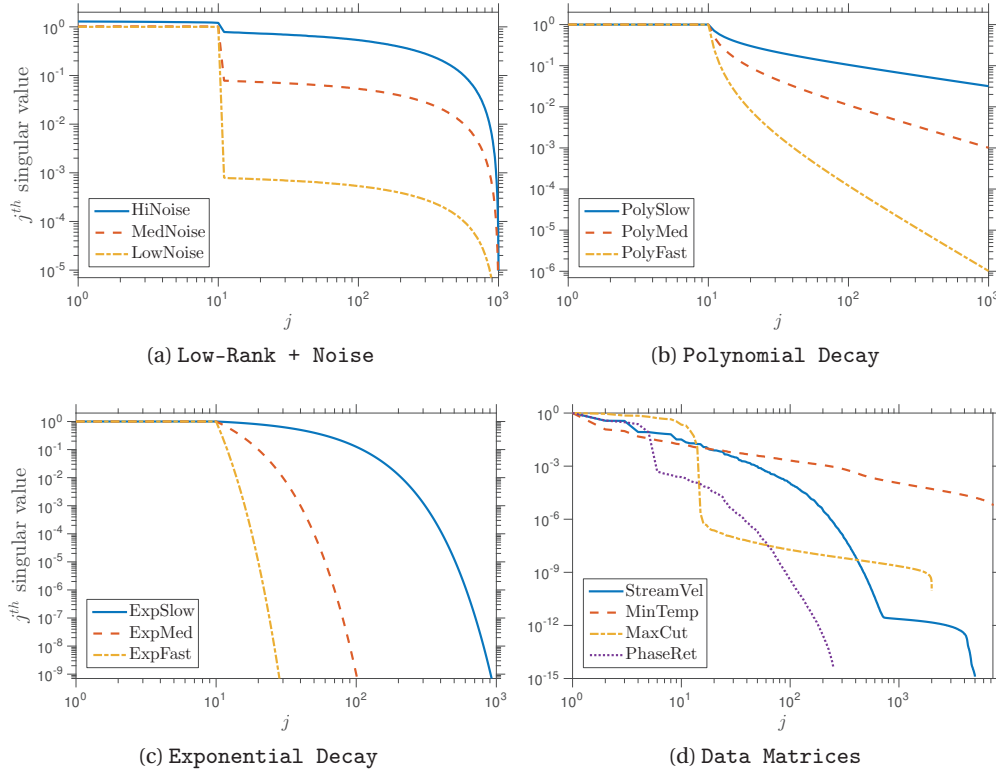 10^0
10^-1
10^-2
10^-3
10^-4
10^-5
j^th singular value
HiNoise
MedNoise
LowNoise
10^0 10^1 10^2 10^3
j
(a) Low-Rank + Noise
10^0
10^-1
10^-2
10^-3
10^-4
10^-5
10^-6
PolySlow
PolyMed
PolyFast
10^0 10^1 10^2 10^3
j
(b) Polynomial Decay
10^0
10^-1
10^-2
10^-3
10^-4
10^-5
10^-6
10^-7
10^-8
10^-9
j^th singular value
ExpSlow
ExpMed
ExpFast
10^0 10^1 10^2 10^3
j
(c) Exponential Decay
10^0
10^-3
10^-6
10^-9
10^-12
10^-15
StreamVel
MinTemp
MaxCut
PhaseRet
10^0 10^1 10^2 10^3
j
(d) Data Matrices